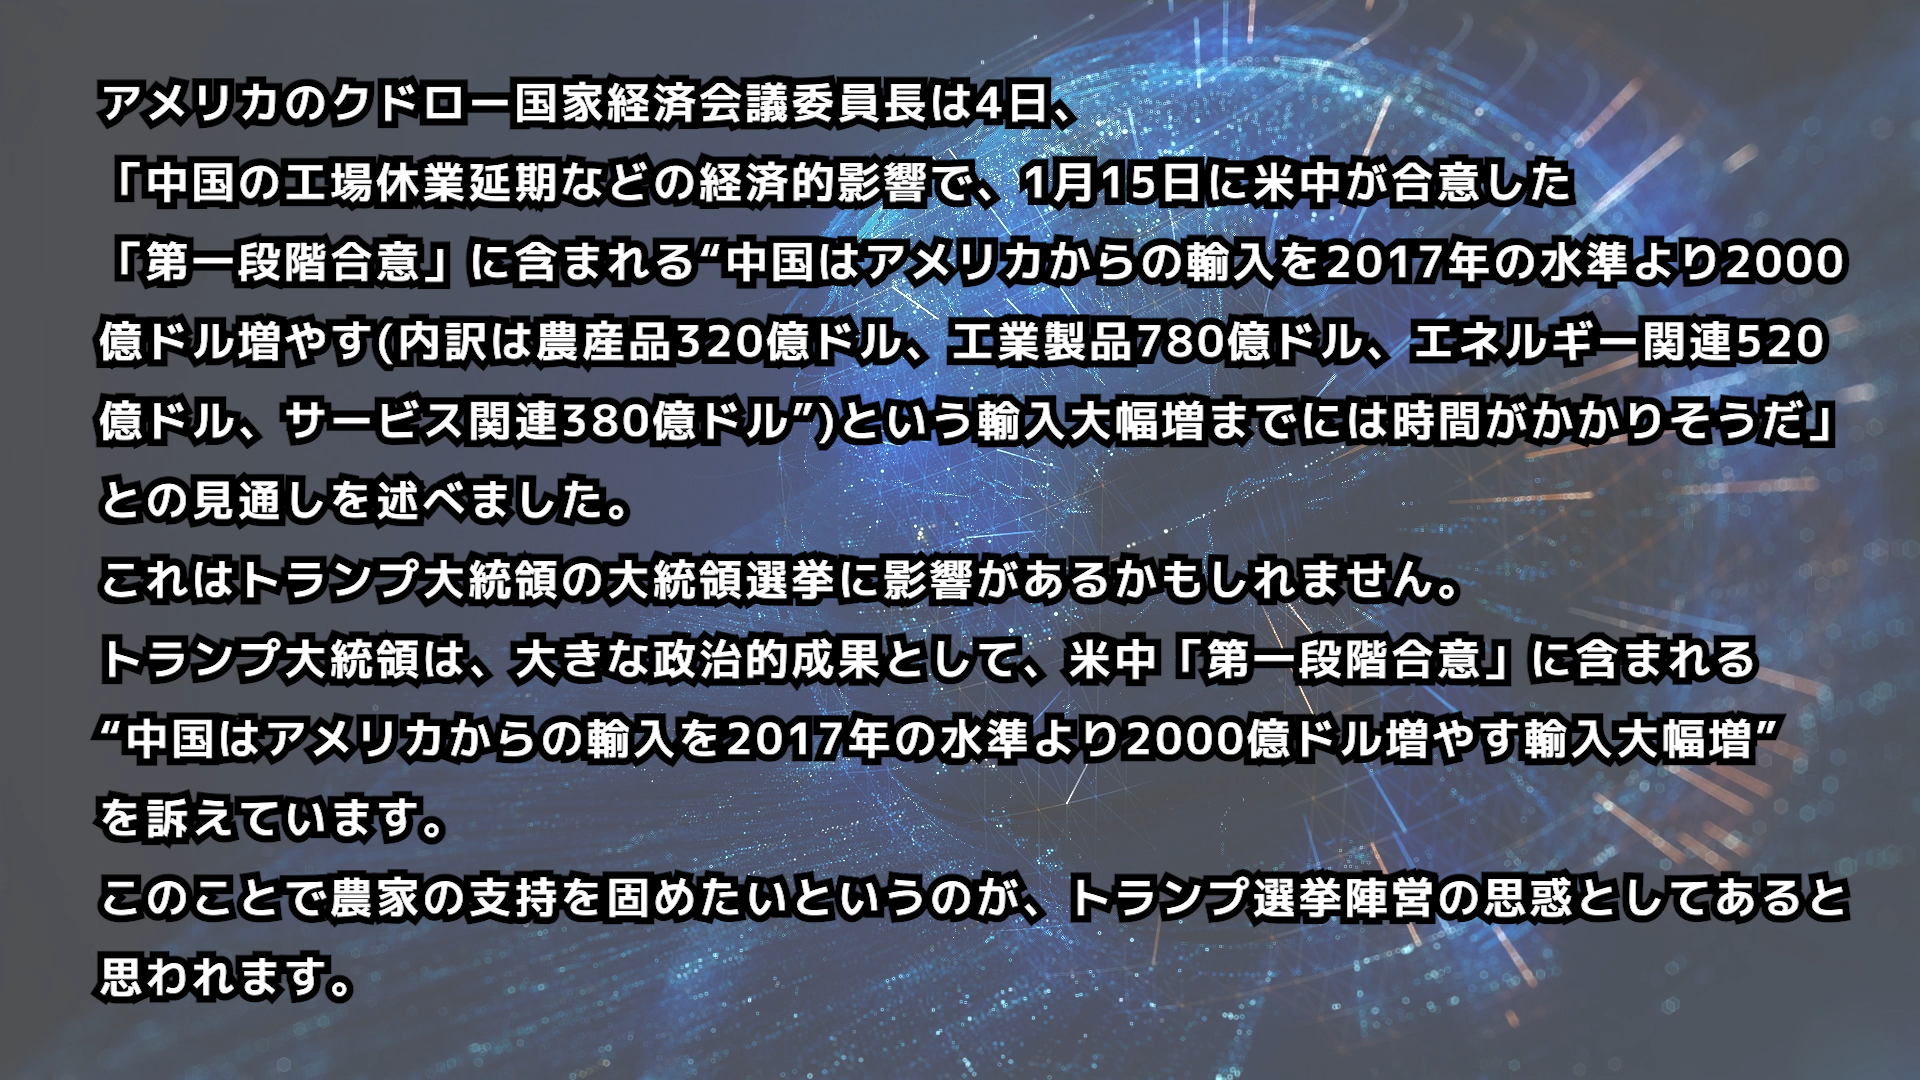 アメリカのクドロー国家経済会議委員長は4日、
「中国の工場休業延期などの経済的影響で、1月15日に米中が合意した
「第一段階合意」に含まれる“中国はアメリカからの輸入を2017年の水準より2000
億ドル増やす(内訳は農産品320億ドル、工業製品780億ドル、エネルギー関連520
億ドル、サービス関連380億ドル”)という輸入大幅増までには時間がかかりそうだ」
との見通しを述べました。
これはトランプ大統領の大統領選挙に影響があるかもしれません。
トランプ大統領は、大きな政治的成果として、米中「第一段階合意」に含まれる
“中国はアメリカからの輸入を2017年の水準より2000億ドル増やす輸入大幅増”
を訴えています。
このことで農家の支持を固めたいというのが、トランプ選挙陣営の思惑としてあると
思われます。